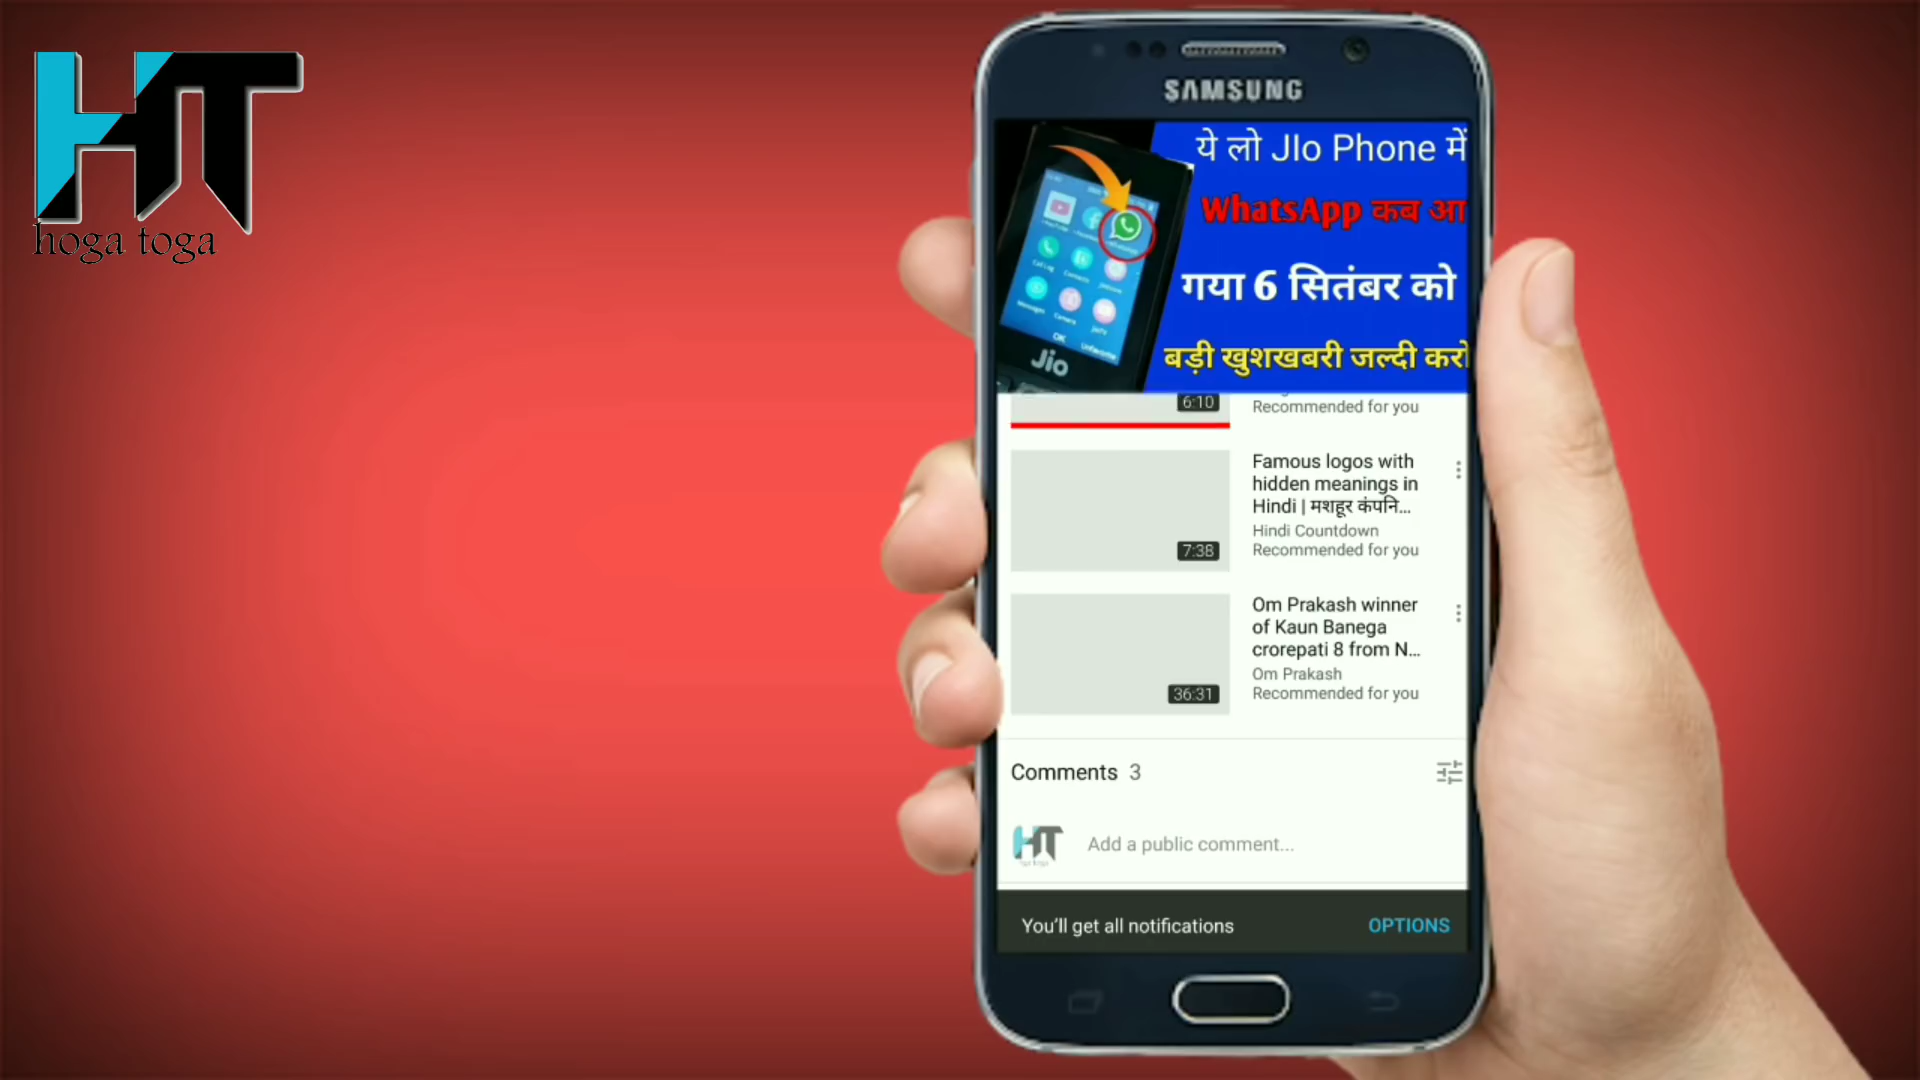 HT
hoga toga
SAMSUNG
ये लो JIo Phone में
WhatsApp कब आ
गया 6 सितंबर को
बड़ी खुशखबरी जल्दी करो
Jio
6:10
Recommended for you
Famous logos with
hidden meanings in
Hindi | मशहूर कंपनि...
Hindi Countdown
Recommended for you
7:38
Om Prakash winner
of Kaun Banega
crorepati 8 from N...
Om Prakash
Recommended for you
36:31
Comments 3
HT
Add a public comment...
You'll get all notifications
OPTIONS